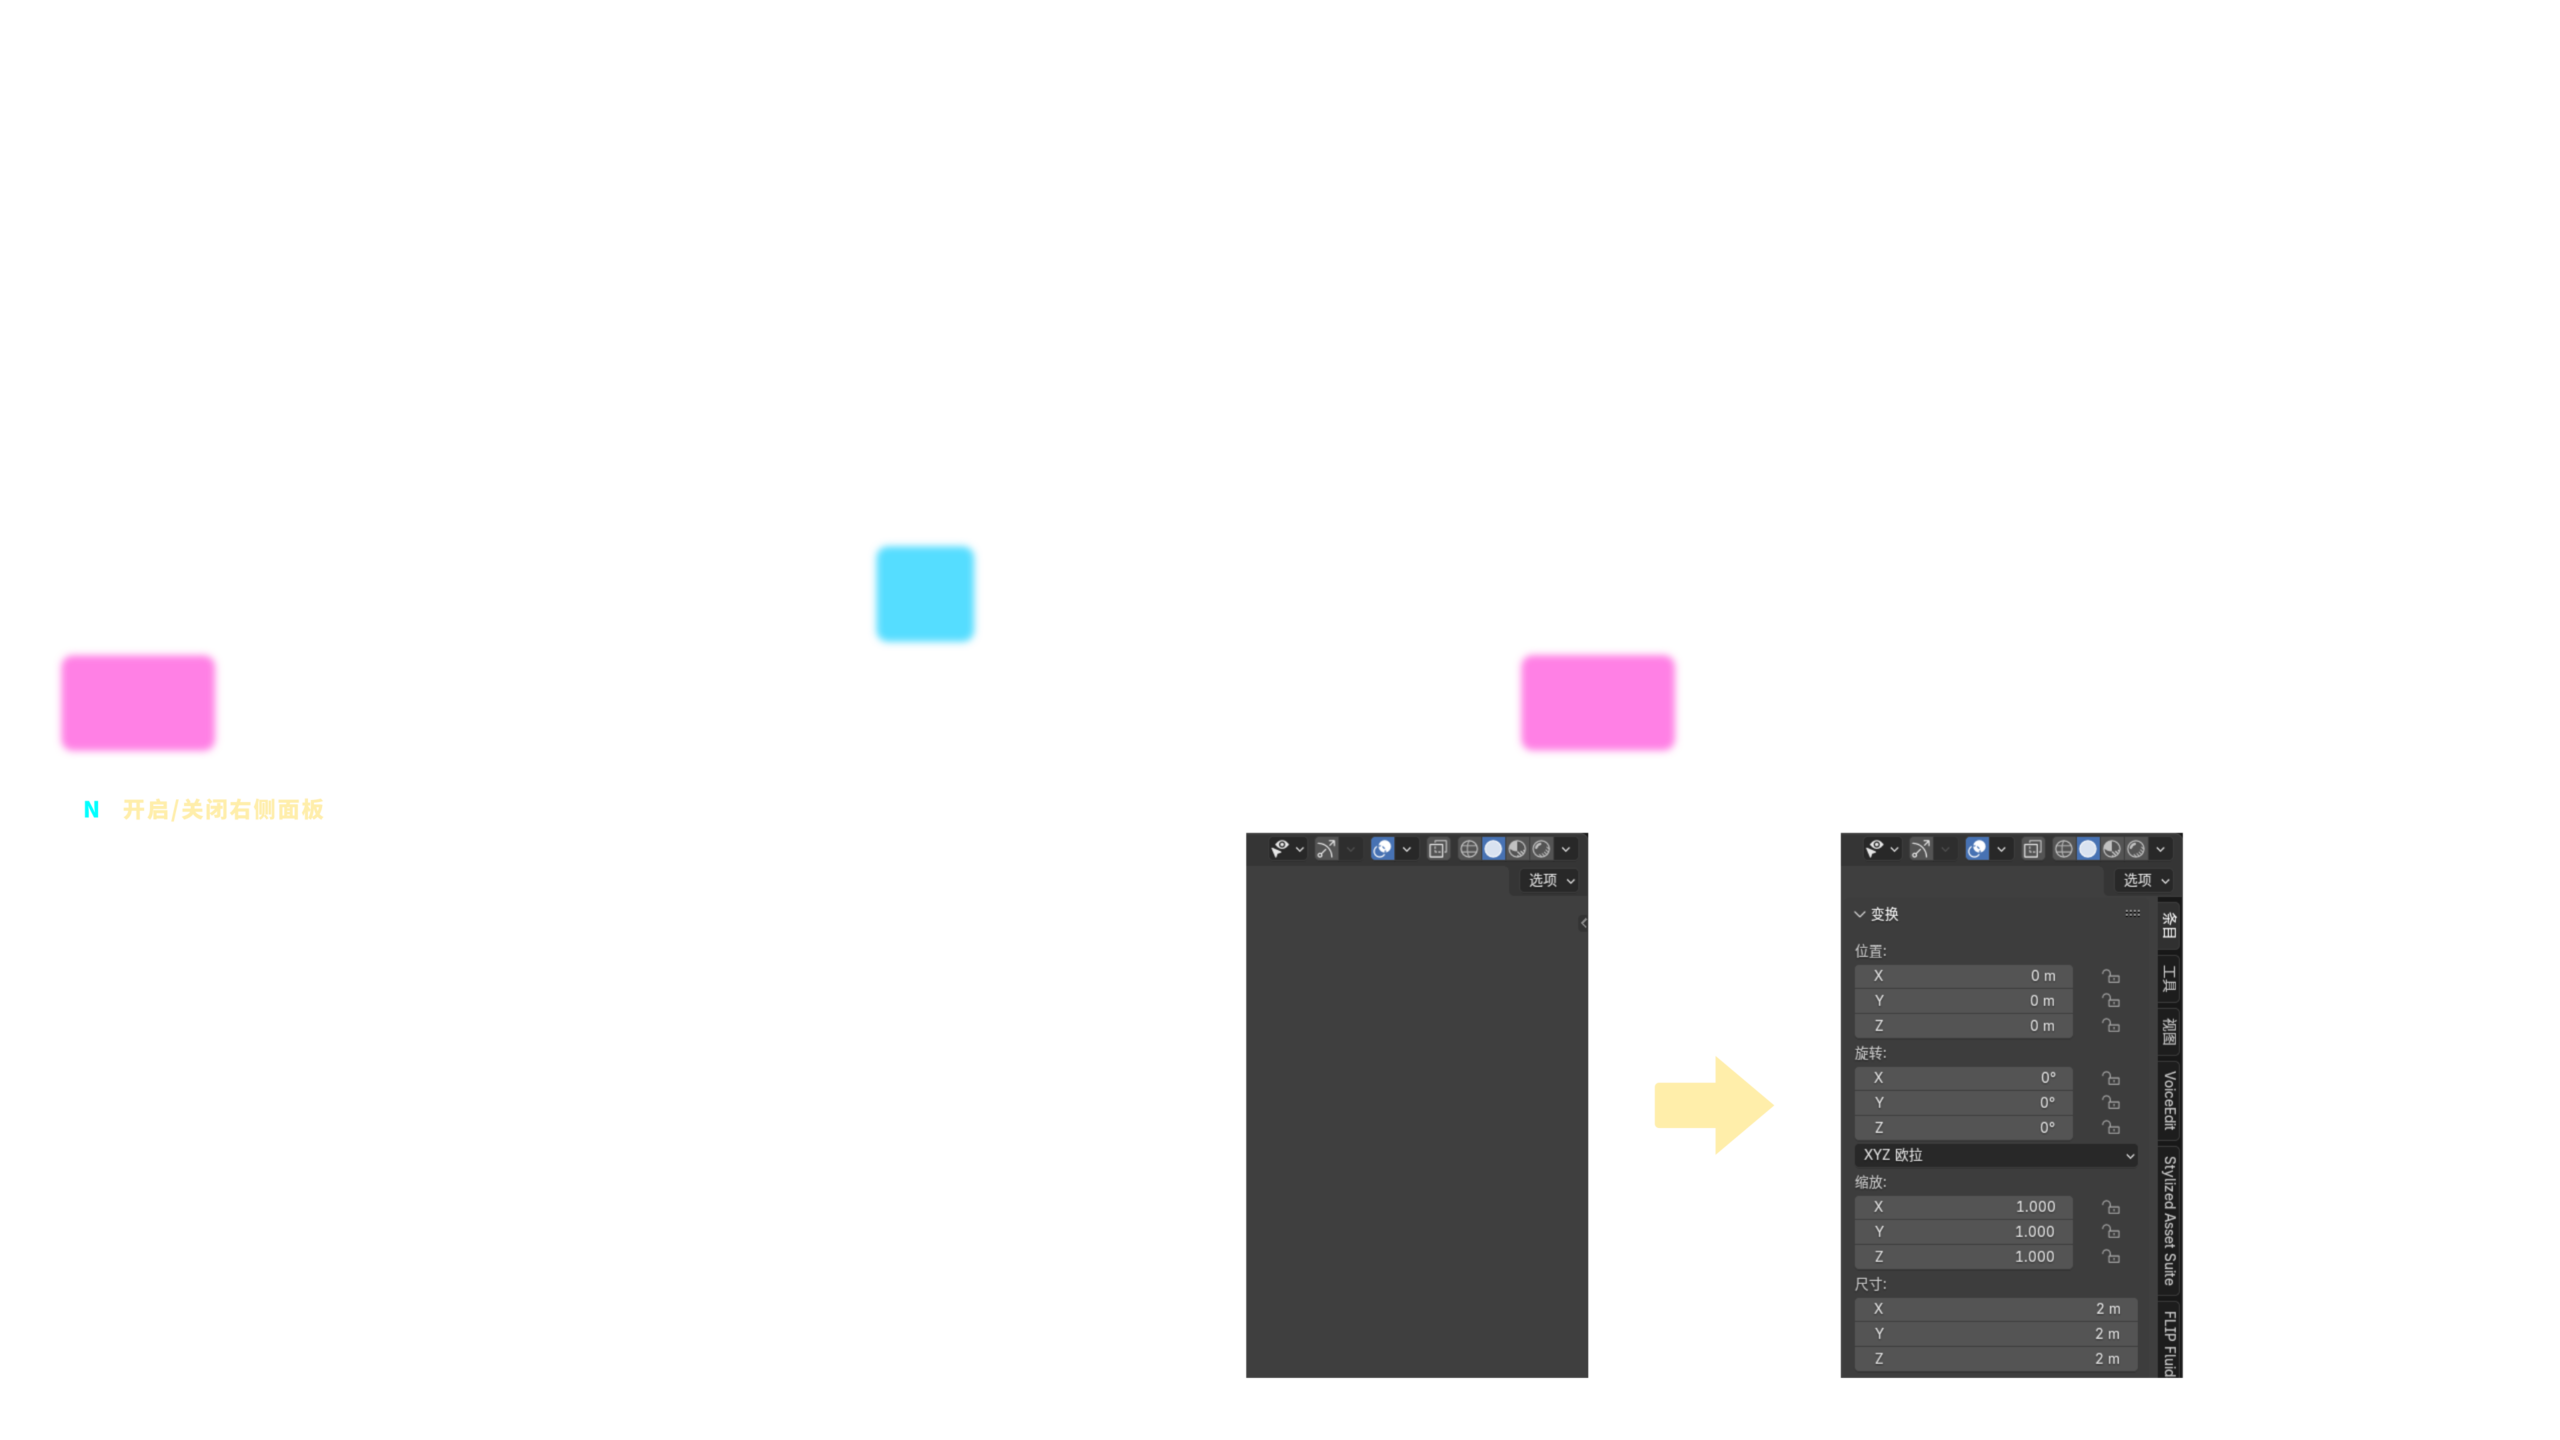 N 开启/关闭右侧面板
选项
选项
变换
位置:
X 0 m
Y 0 m
Z 0 m
旋转:
X 0°
Y 0°
Z 0°
XYZ 欧拉
缩放:
X 1.000
Y 1.000
Z 1.000
尺寸:
X 2 m
Y 2 m
Z 2 m
条目
工具
视图
VoiceEdit
Stylized Asset Suite
FLIP Fluid